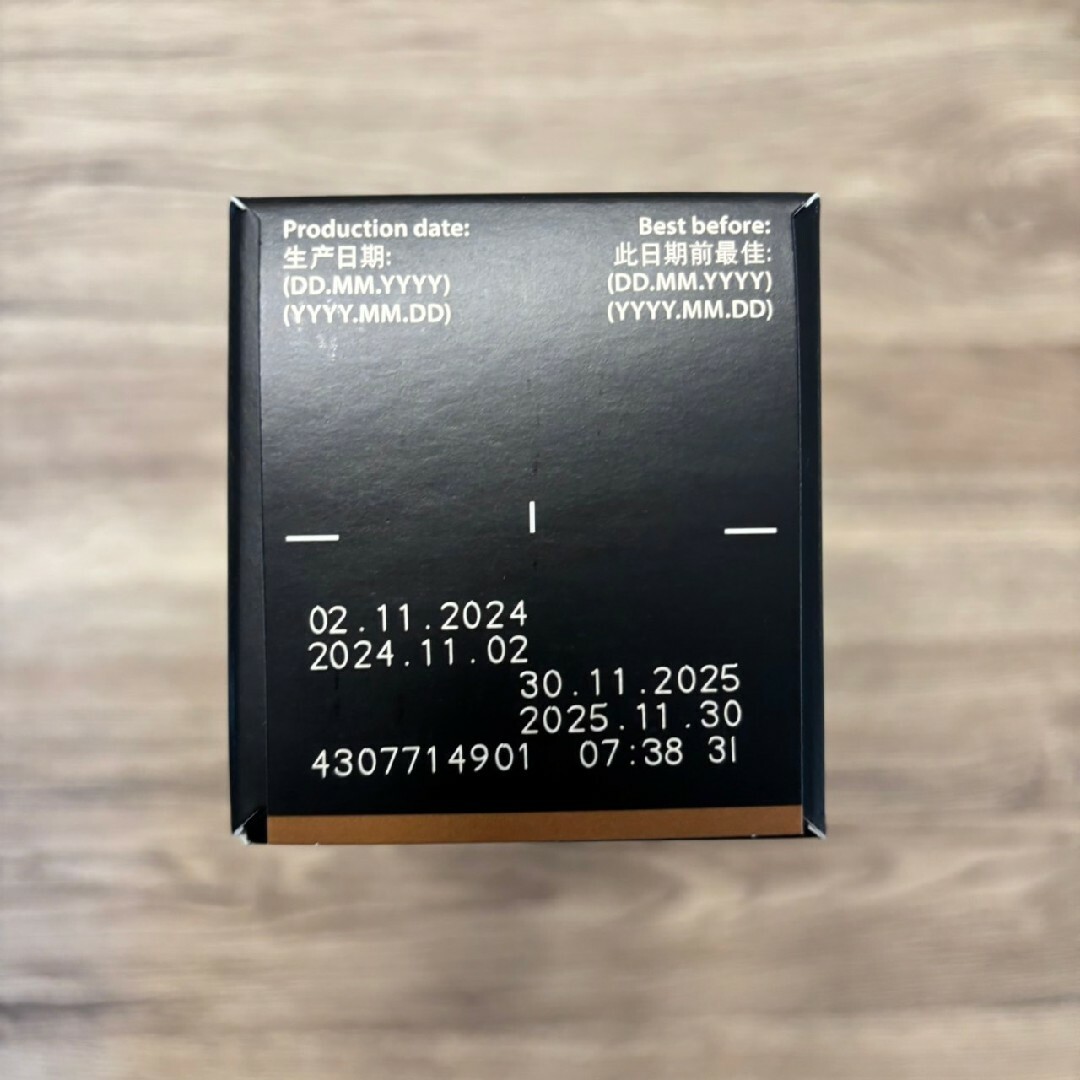 Production date:
生产日期:
(DD.MM.YYYY)
(YYYY.MM.DD)
Best before:
此日期前最佳:
(DD.MM.YYYY)
(YYYY.MM.DD)
02.11.2024
2024.11.02
30.11.2025
2025.11.30
4307714901 07:38 31